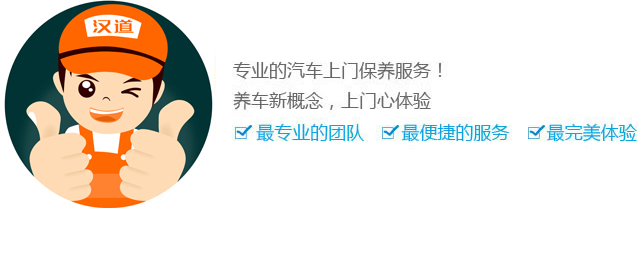 汉道
专业的汽车上门保养服务！
养车新概念，上门心体验
最专业的团队 最便捷的服务 最完美体验